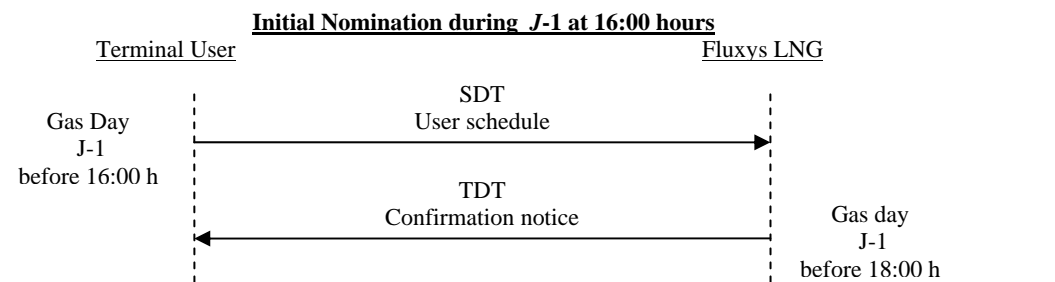 Initial Nomination during J-1 at 16:00 hours
Terminal User
Fluxys LNG
SDT
User schedule
Gas Day
J-1
before 16:00 h
TDT
Confirmation notice
Gas day
J-1
before 18:00 h